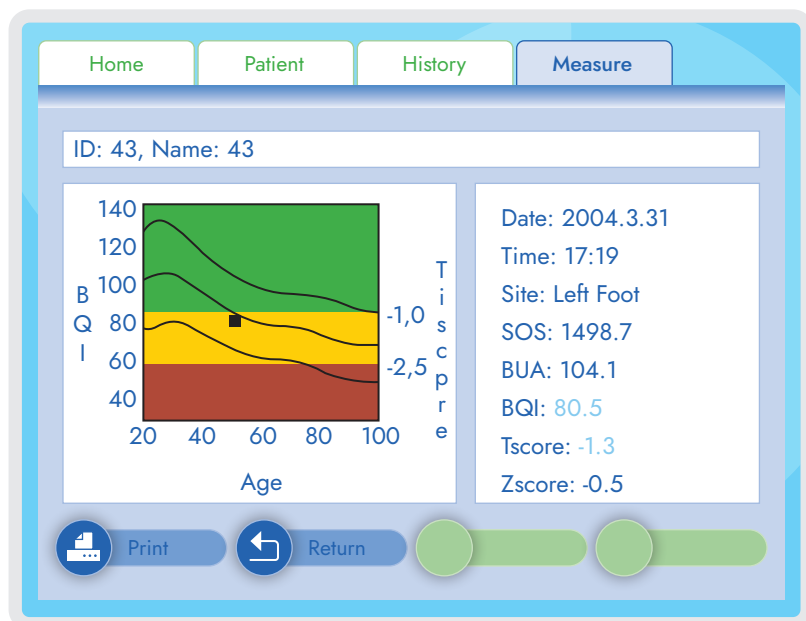 Home
Patient
History
Measure
ID: 43, Name: 43
BQI
140
120
100
80
60
40
20 40 60 80 100
Age
-1,0
-2,5
Tiscpre
Date: 2004.3.31
Time: 17:19
Site: Left Foot
SOS: 1498.7
BUA: 104.1
BQI: 80.5
Tscore: -1.3
Zscore: -0.5
Print
Return